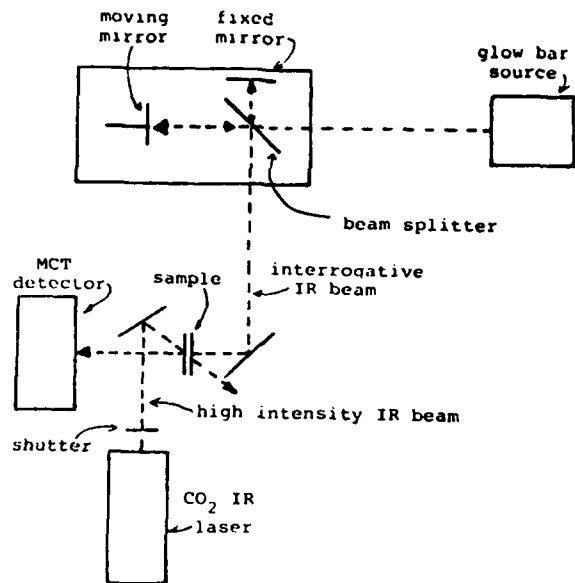 moving
mirror
fixed
mirror
glow bar
source
beam splitter
MCT
detector
sample
interrogative
IR beam
high intensity IR beam
shutter
CO₂ IR
laser